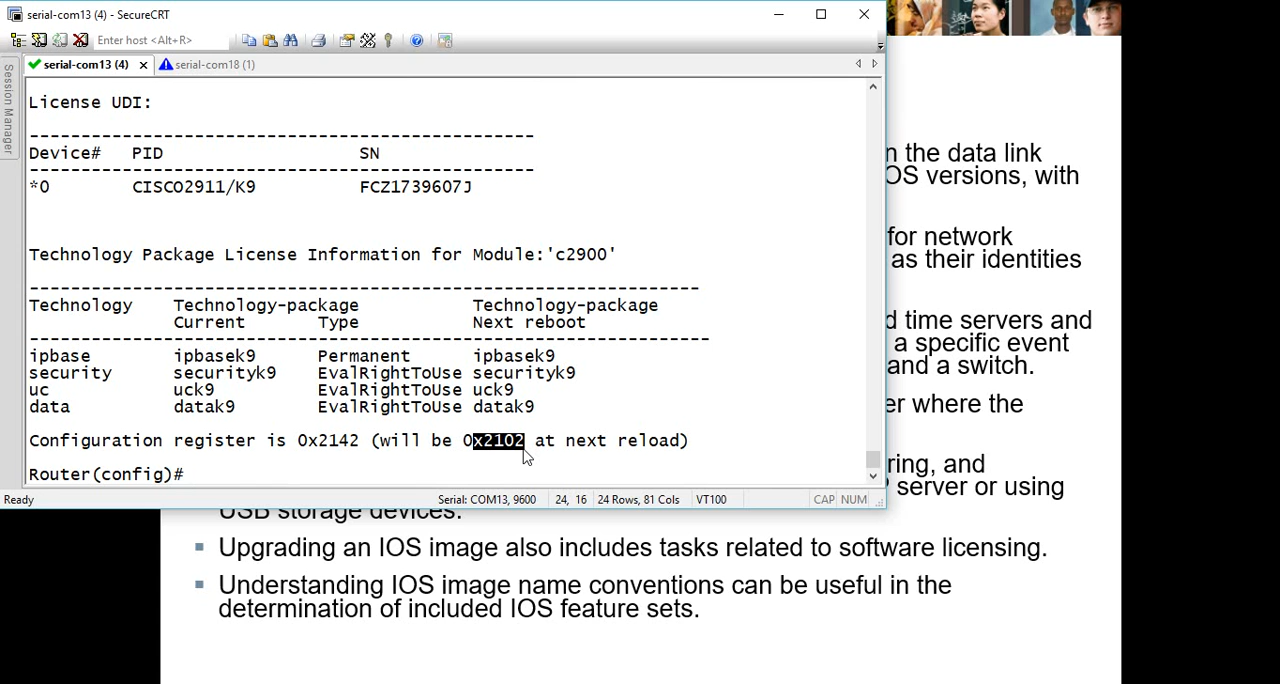 serial-com13 (4) - SecureCRT
Enter host <Alt+R>
Session Manager
serial-com13 (4)
serial-com18 (1)
License UDI:
-------------------------------------------------
Device# PID SN
-------------------------------------------------
*0 CISCO2911/K9 FCZ1739607J
Technology Package License Information for Module:'c2900'
-----------------------------------------------------------------
Technology Technology-package Technology-package
Current Type Next reboot
------------------------------------------------------------------
ipbase ipbasek9 Permanent ipbasek9
security securityk9 EvalRightToUse securityk9
uc uck9 EvalRightToUse uck9
data datak9 EvalRightToUse datak9
Configuration register is 0x2142 (will be 0x2102 at next reload)
Router(config)#
Ready Serial: COM13, 9600 24, 16 24 Rows, 81 Cols VT100 CAP NUM
n the data link
OS versions, with
for network
as their identities
d time servers and
a specific event
and a switch.
er where the
ring, and
server or using
USB storage devices.
Upgrading an IOS image also includes tasks related to software licensing.
Understanding IOS image name conventions can be useful in the
determination of included IOS feature sets.